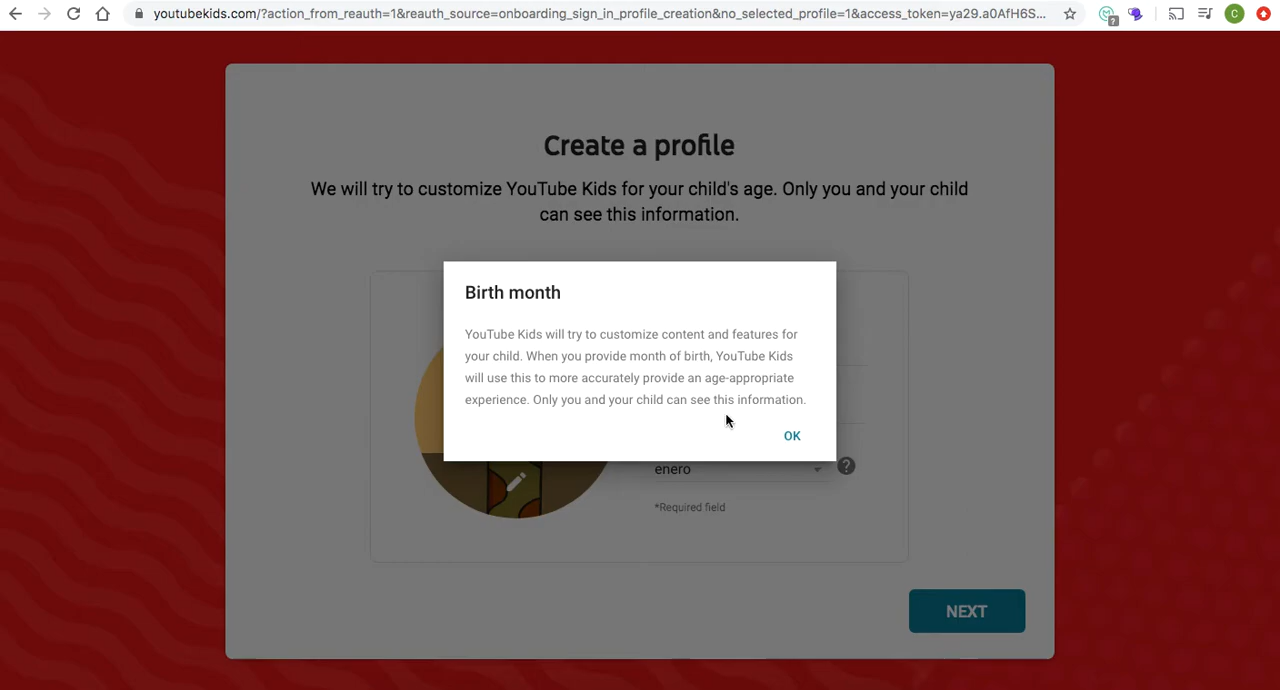 youtubekids.com/?action_from_reauth=1&reauth_source=onboarding_sign_in_profile_creation&no_selected_profile=1&access_token=ya29.a0AfH6S...
C
Create a profile
We will try to customize YouTube Kids for your child's age. Only you and your child
can see this information.
Birth month
YouTube Kids will try to customize content and features for
your child. When you provide month of birth, YouTube Kids
will use this to more accurately provide an age-appropriate
experience. Only you and your child can see this information.
OK
enero
?
*Required field
NEXT